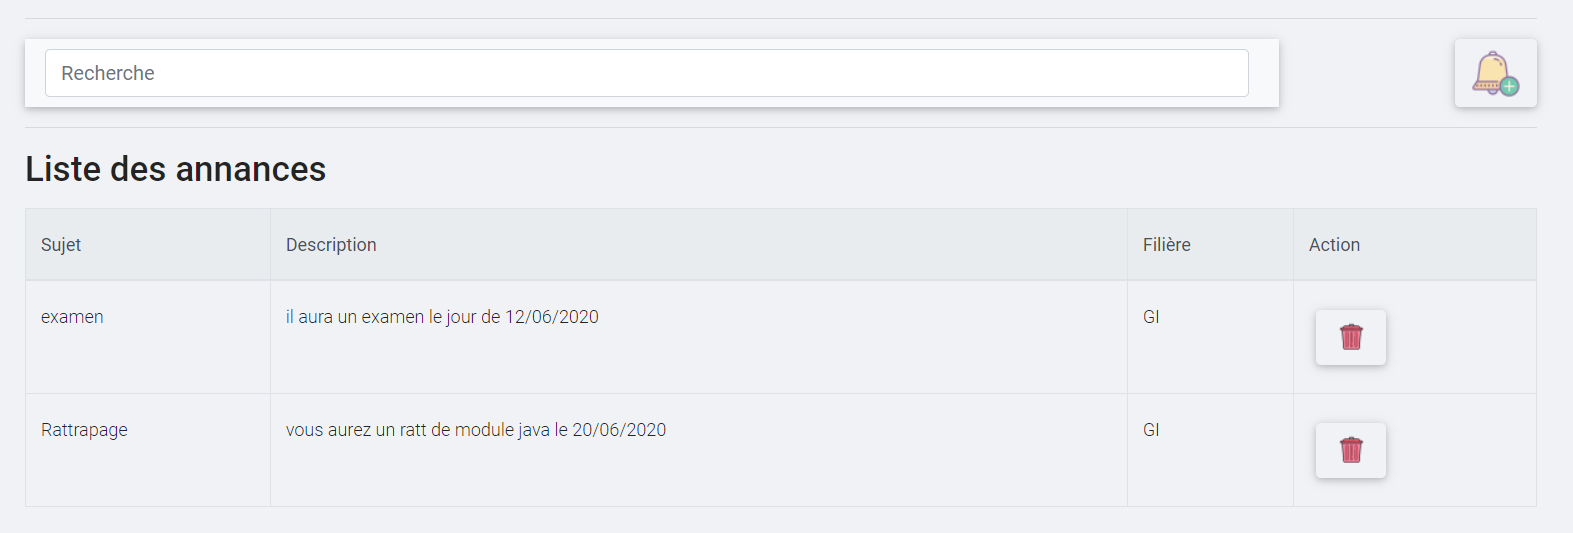 Recherche
Liste des annances
Sujet Description Filière Action
examen il aura un examen le jour de 12/06/2020 GI
Rattrapage vous aurez un ratt de module java le 20/06/2020 GI